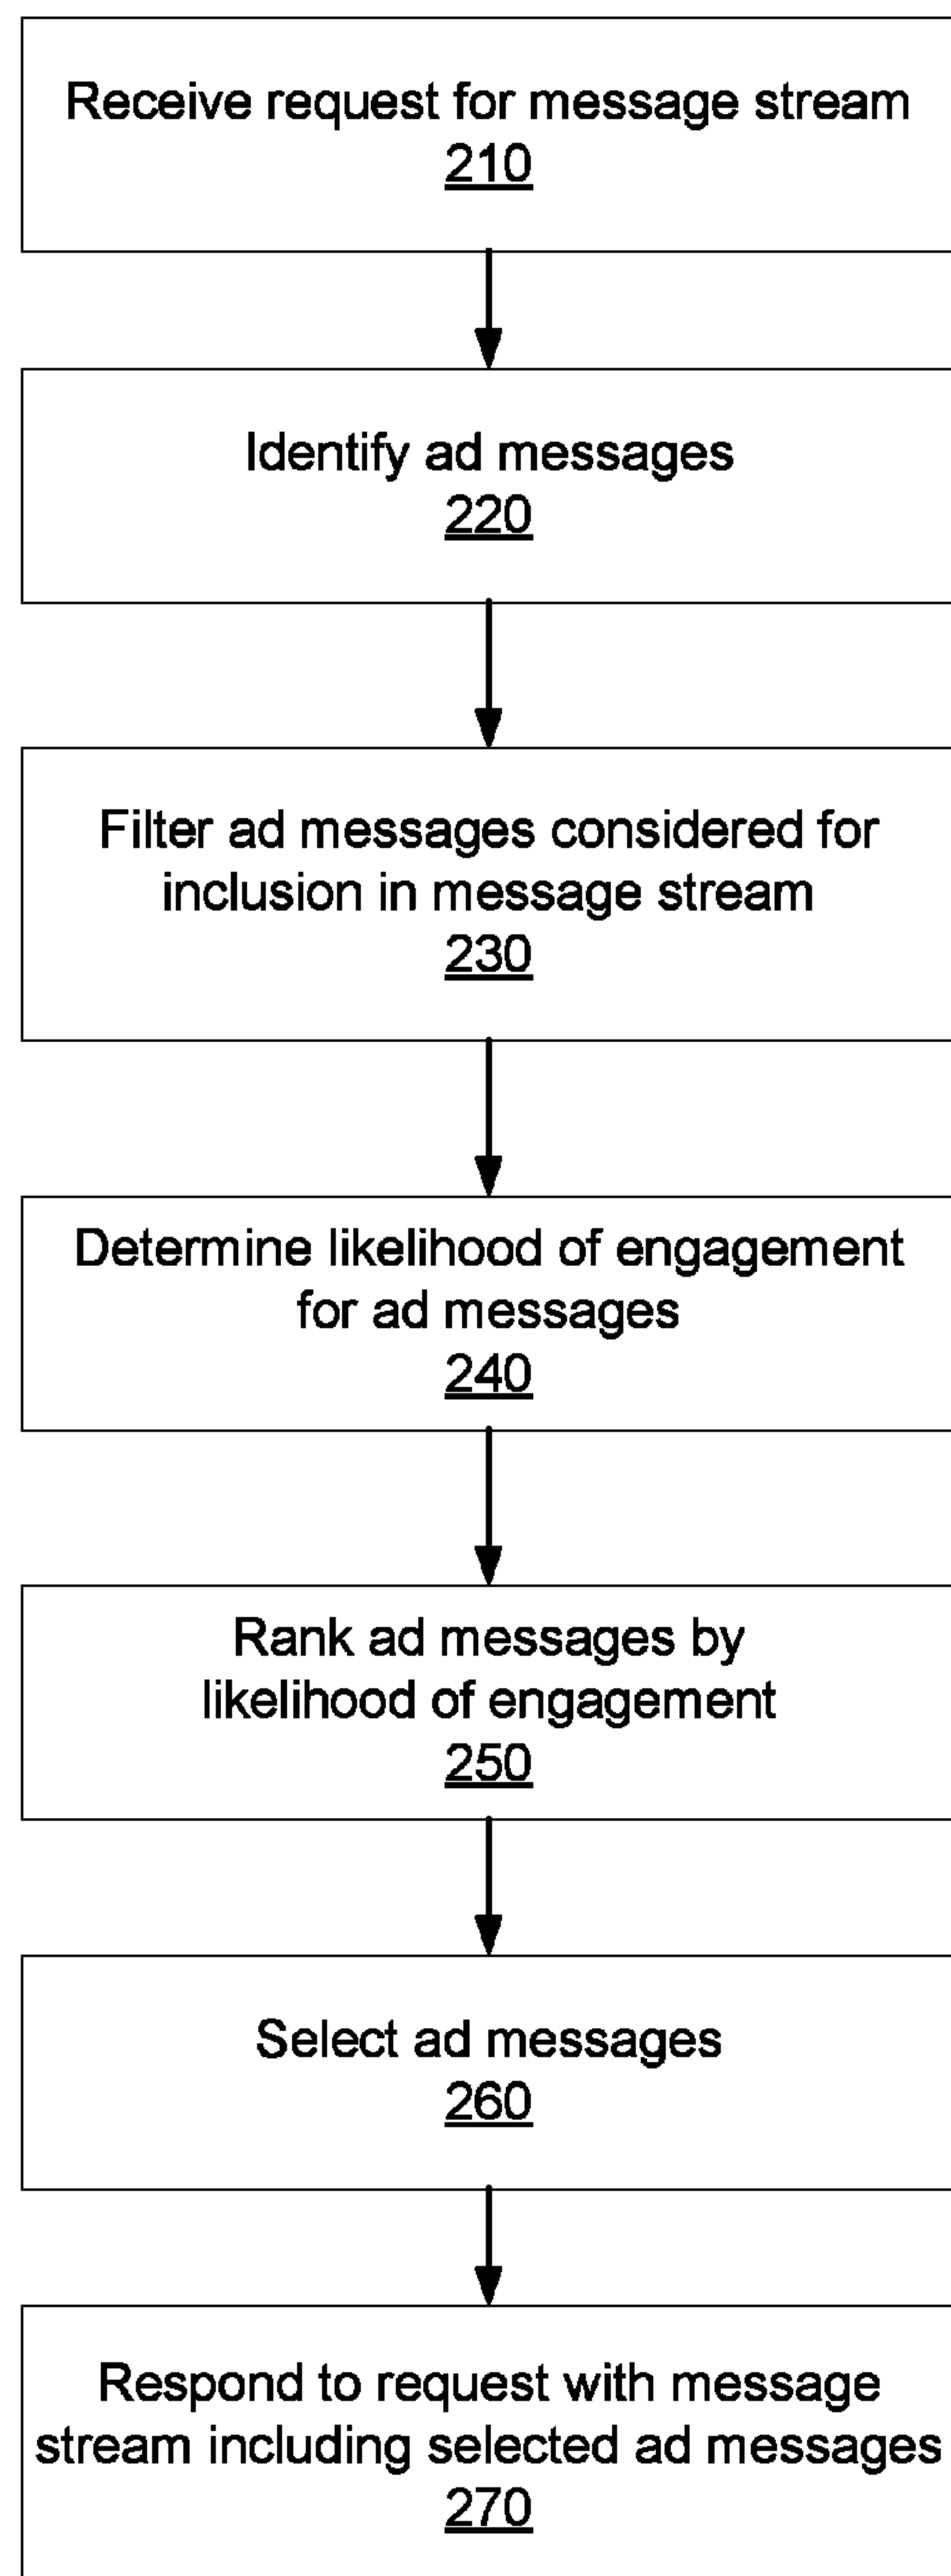 Receive request for message stream
210
Identify ad messages
220
Filter ad messages considered for
inclusion in message stream
230
Determine likelihood of engagement
for ad messages
240
Rank ad messages by
likelihood of engagement
250
Select ad messages
260
Respond to request with message
stream including selected ad messages
270